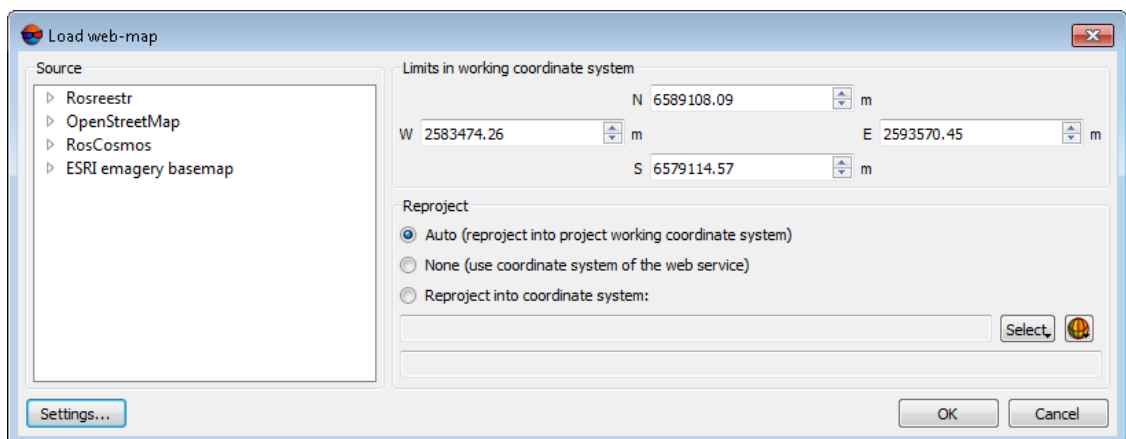 Load web-map
Source
Rosreestr
OpenStreetMap
RosCosmos
ESRI emagery basemap
Limits in working coordinate system
N 6589108.09 m
W 2583474.26 m E 2593570.45 m
S 6579114.57 m
Reproject
Auto (reproject into project working coordinate system)
None (use coordinate system of the web service)
Reproject into coordinate system:
Select
Settings... OK Cancel